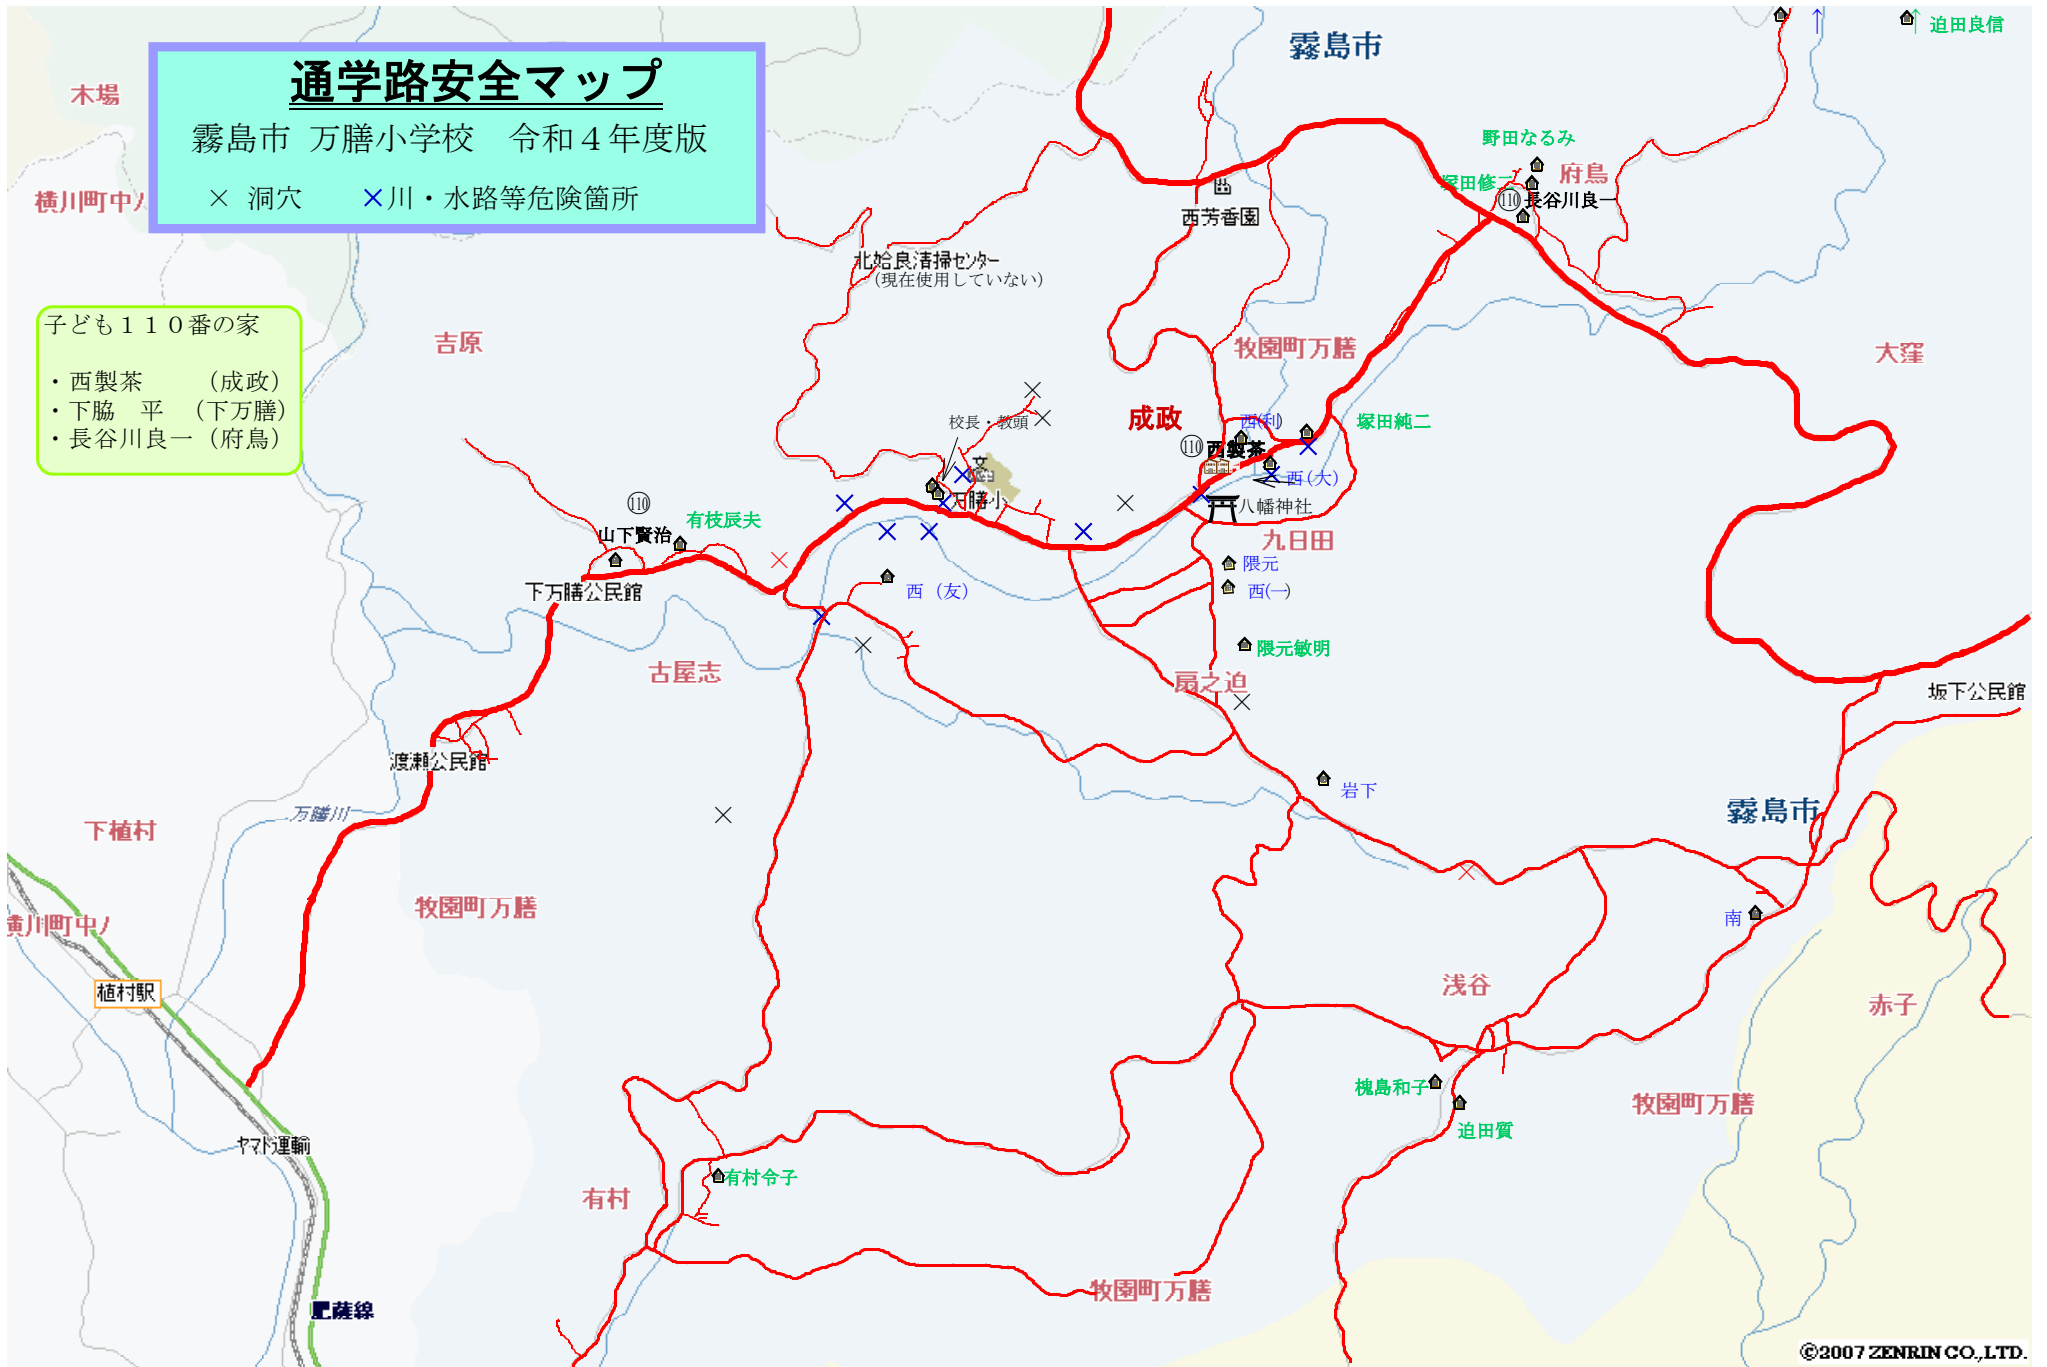 通学路安全マップ
霧島市 万膳小学校　令和４年度版
× 洞穴　　×川・水路等危険箇所
子ども１１０番の家
・西製茶　　（成政）
・下脇　平　（下万膳）
・長谷川良一（府鳥）
霧島市
迫田良信
木場
野田なるみ
府鳥
塚田修二
110 長谷川良一
横川町中ノ
西芳香園
北姶良清掃センター
（現在使用していない）
吉原
牧園町万膳
大窪
成政
校長・教頭
西(利)
塚田純二
110 西製茶
文
西(大)
万膳小
八幡神社
110
山下賢治
有枝辰夫
九日田
下万膳公民館
西（友）
隈元
西(一)
隈元敏明
古屋志
扇之迫
坂下公民館
渡瀬公民館
岩下
万膳川
霧島市
下植村
牧園町万膳
横川町中ノ
南
植村駅
浅谷
赤子
槐島和子
牧園町万膳
迫田質
ヤマト運輸
有村令子
有村
牧園町万膳
肥薩線
©2007 ZENRIN CO.,LTD.